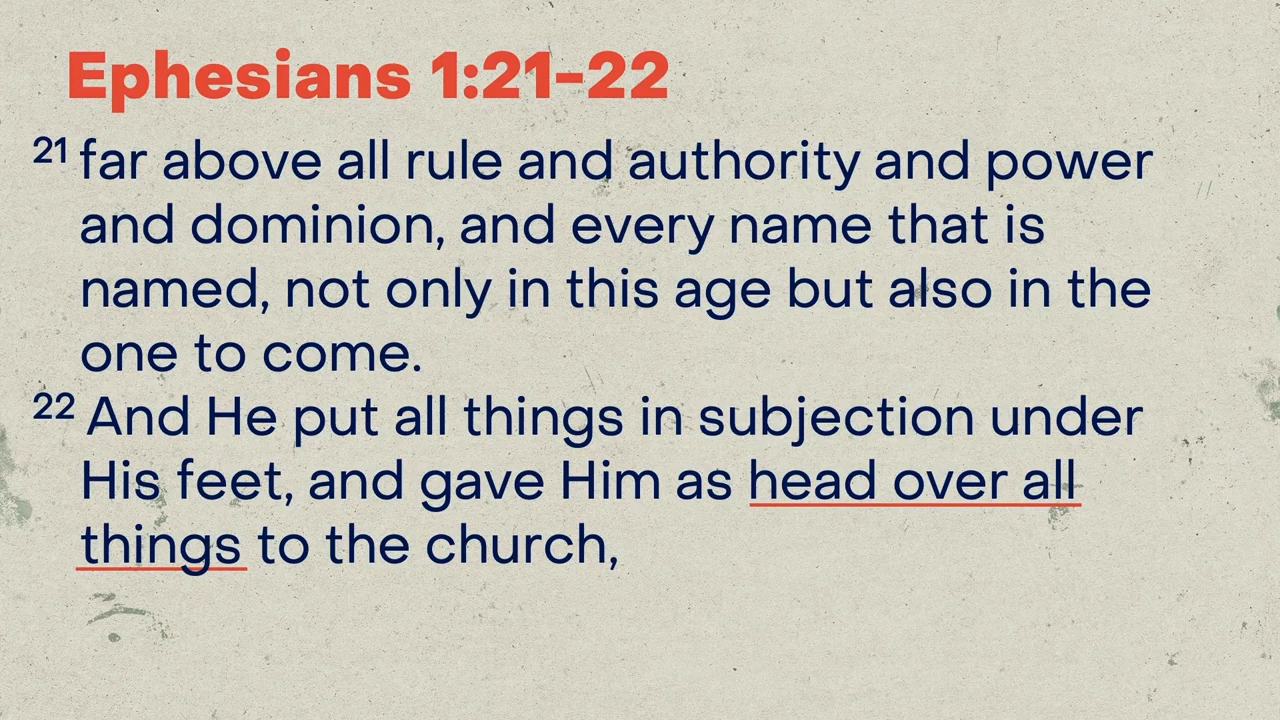 Ephesians 1:21-22
21 far above all rule and authority and power
and dominion, and every name that is
named, not only in this age but also in the
one to come.
22 And He put all things in subjection under
His feet, and gave Him as head over all
things to the church,